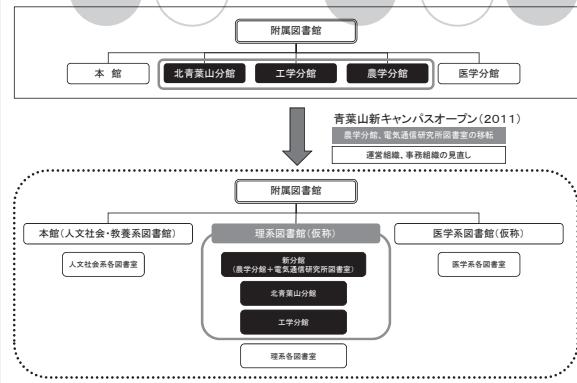 附属図書館
本 館
北青葉山分館
工学分館
農学分館
医学分館
青葉山新キャンパスオープン(2011)
農学分館、電気通信研究所図書室の移転
運営組織、事務組織の見直し
附属図書館
本館(人文社会・教養系図書館)
理系図書館(仮称)
医学系図書館(仮称)
人文社会系各図書室
新分館
(農学分館+電気通信研究所図書室)
医学系各図書室
北青葉山分館
工学分館
理系各図書室